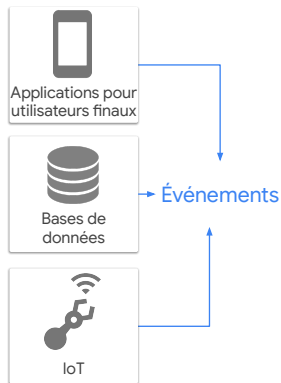 Applications pour
utilisateurs finaux
Bases de
données
Événements
IoT